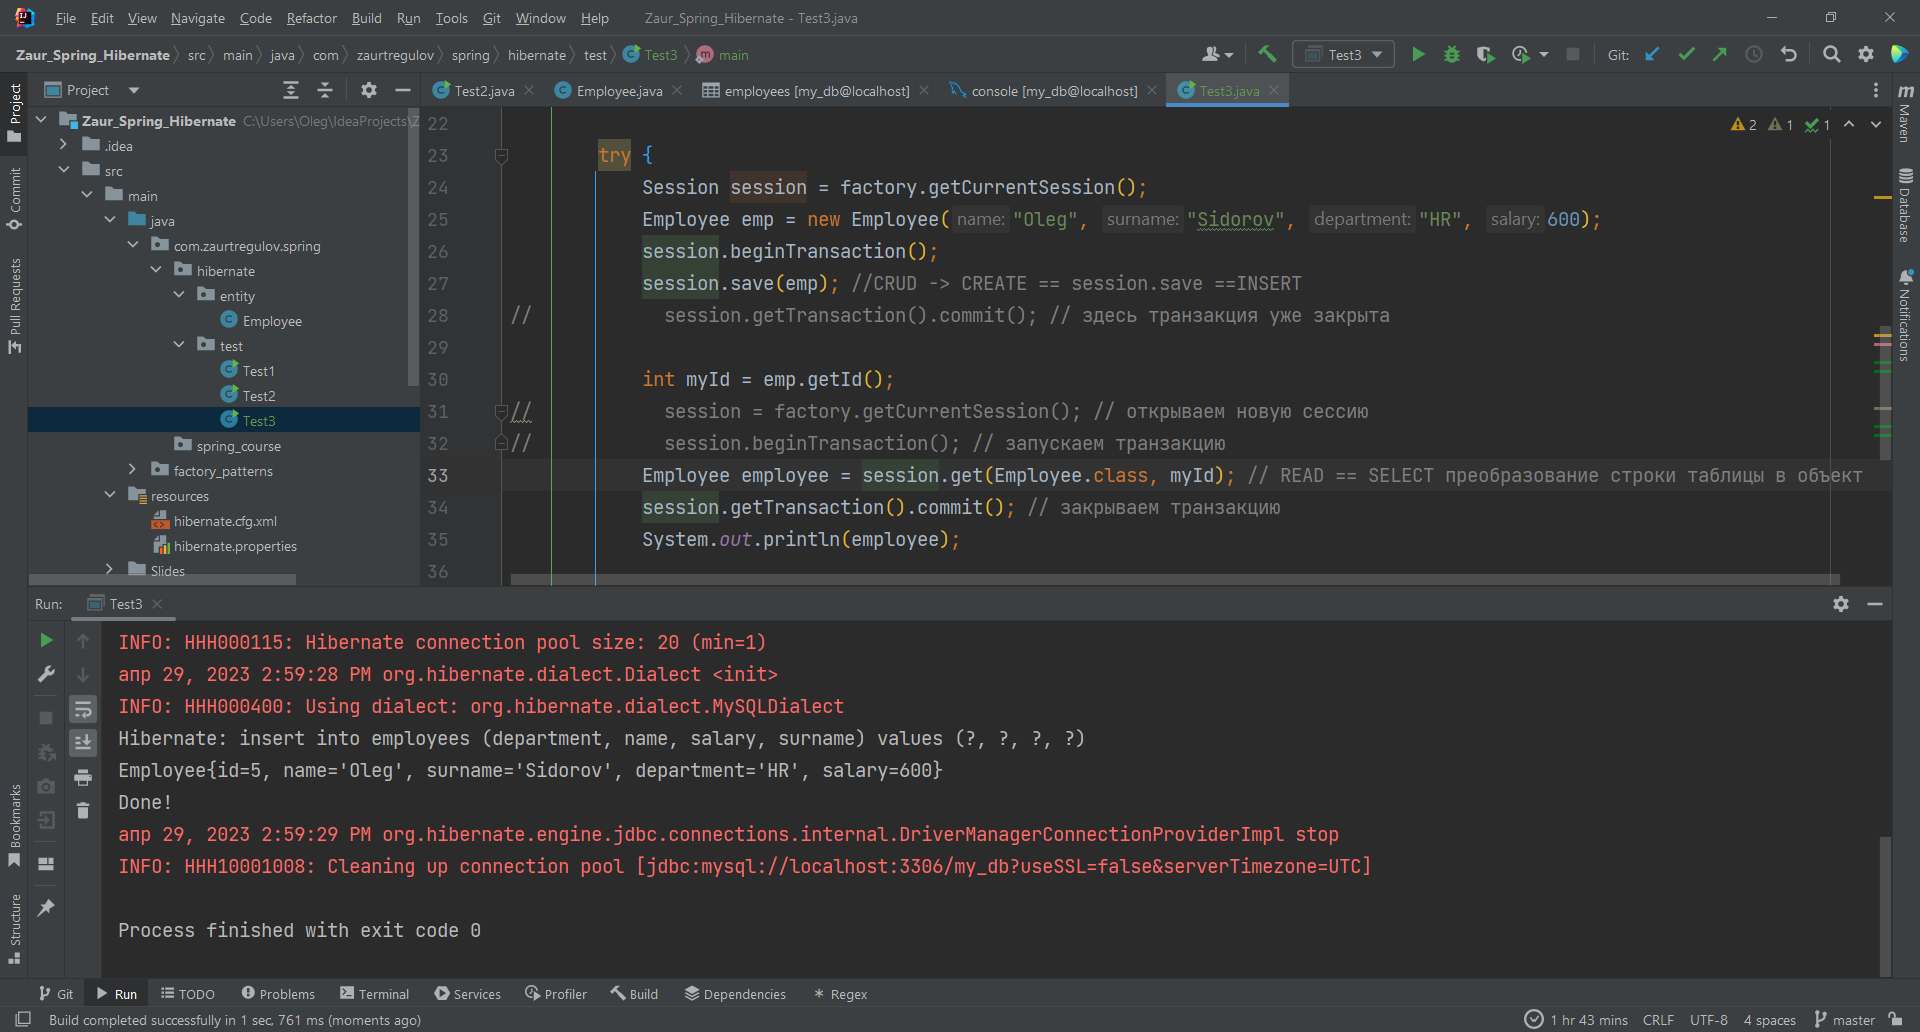 File Edit View Navigate Code Refactor Build Run Tools Git Window Help Zaur_Spring_Hibernate - Test3.java
Zaur_Spring_Hibernate src main java com zaurtregulov spring hibernate test Test3 main Test3 Git:
Project Test2.java Employee.java employees [my_db@localhost] console [my_db@localhost] Test3.java
Project
Commit
Pull Requests
Bookmarks
Structure
Zaur_Spring_Hibernate C:\Users\Oleg\IdeaProjects\Z
.idea
src
main
java
com.zaurtregulov.spring
hibernate
entity
Employee
test
Test1
Test2
Test3
spring_course
factory_patterns
resources
hibernate.cfg.xml
hibernate.properties
Slides
2 1 1
22
23 try {
24 Session session = factory.getCurrentSession();
25 Employee emp = new Employee( name: "Oleg", surname: "Sidorov", department: "HR", salary: 600);
26 session.beginTransaction();
27 session.save(emp); //CRUD -> CREATE == session.save ==INSERT
28 // session.getTransaction().commit(); // здесь транзакция уже закрыта
29
30 int myId = emp.getId();
31 // session = factory.getCurrentSession(); // открываем новую сессию
32 // session.beginTransaction(); // запускаем транзакцию
33 Employee employee = session.get(Employee.class, myId); // READ == SELECT преобразование строки таблицы в объект
34 session.getTransaction().commit(); // закрываем транзакцию
35 System.out.println(employee);
36
m Maven
Database
Notifications
Run: Test3
INFO: HHH000115: Hibernate connection pool size: 20 (min=1)
апр 29, 2023 2:59:28 PM org.hibernate.dialect.Dialect <init>
INFO: HHH000400: Using dialect: org.hibernate.dialect.MySQLDialect
Hibernate: insert into employees (department, name, salary, surname) values (?, ?, ?, ?)
Employee{id=5, name='Oleg', surname='Sidorov', department='HR', salary=600}
Done!
апр 29, 2023 2:59:29 PM org.hibernate.engine.jdbc.connections.internal.DriverManagerConnectionProviderImpl stop
INFO: HHH10001008: Cleaning up connection pool [jdbc:mysql://localhost:3306/my_db?useSSL=false&serverTimezone=UTC]
Process finished with exit code 0
Git Run TODO Problems Terminal Services Profiler Build Dependencies Regex
Build completed successfully in 1 sec, 761 ms (moments ago) 1 hr 43 mins CRLF UTF-8 4 spaces master